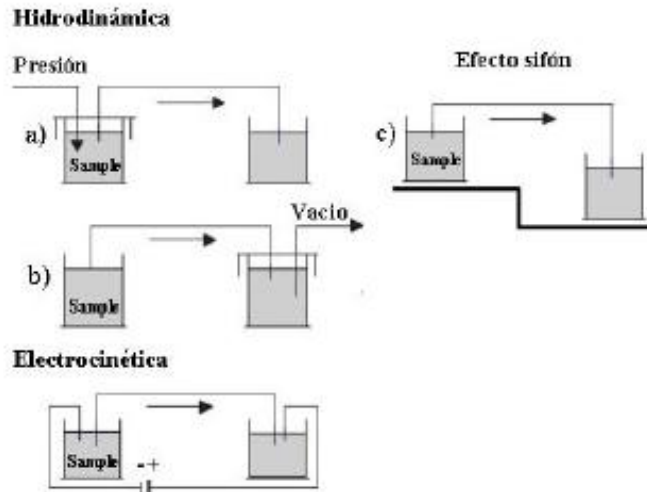 Hidrodinámica
Presión
a)
Sample
Efecto sifón
c)
Sample
Vacio
b)
Sample
Electrocinética
Sample
-+